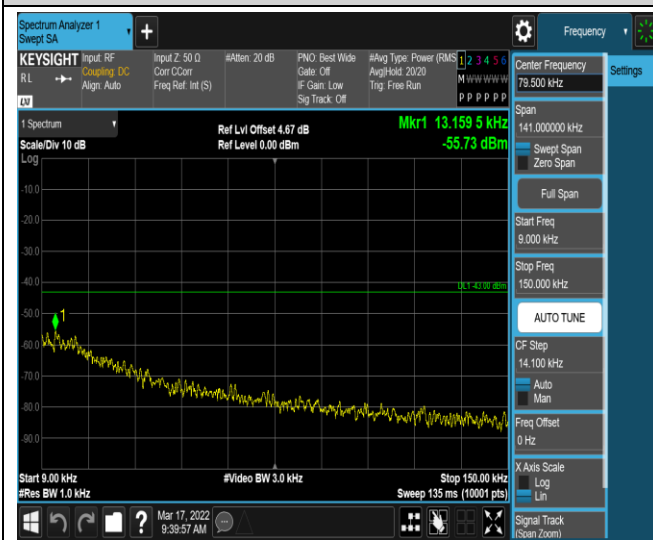 Spectrum Analyzer 1
Swept SA
+
Frequency
KEYSIGHT
RL
LXI
Input: RF
Coupling: DC
Align: Auto
Input Z: 50 Ω
Corr CCorr
Freq Ref: Int (S)
#Atten: 20 dB
PNO: Best Wide
Gate: Off
IF Gain: Low
Sig Track: Off
#Avg Type: Power (RMS
Avg|Hold: 20/20
Trig: Free Run
1 2 3 4 5 6
M W W W W W
P P P P P P
Center Frequency
79.500 kHz
Settings
Span
141.000000 kHz
Swept Span
Zero Span
Full Span
Start Freq
9.000 kHz
Stop Freq
150.000 kHz
AUTO TUNE
CF Step
14.100 kHz
Auto
Man
Freq Offset
0 Hz
X Axis Scale
Log
Lin
Signal Track
(Span Zoom)
1 Spectrum
Scale/Div 10 dB
Log
Ref Lvl Offset 4.67 dB
Ref Level 0.00 dBm
Mkr1 13.159 5 kHz
-55.73 dBm
-10.0
-20.0
-30.0
-40.0
DL1 -43.00 dBm
-50.0
1
-60.0
-70.0
-80.0
-90.0
Start 9.00 kHz
#Res BW 1.0 kHz
#Video BW 3.0 kHz
Stop 150.00 kHz
Sweep 135 ms (10001 pts)
?
Mar 17, 2022
9:39:57 AM